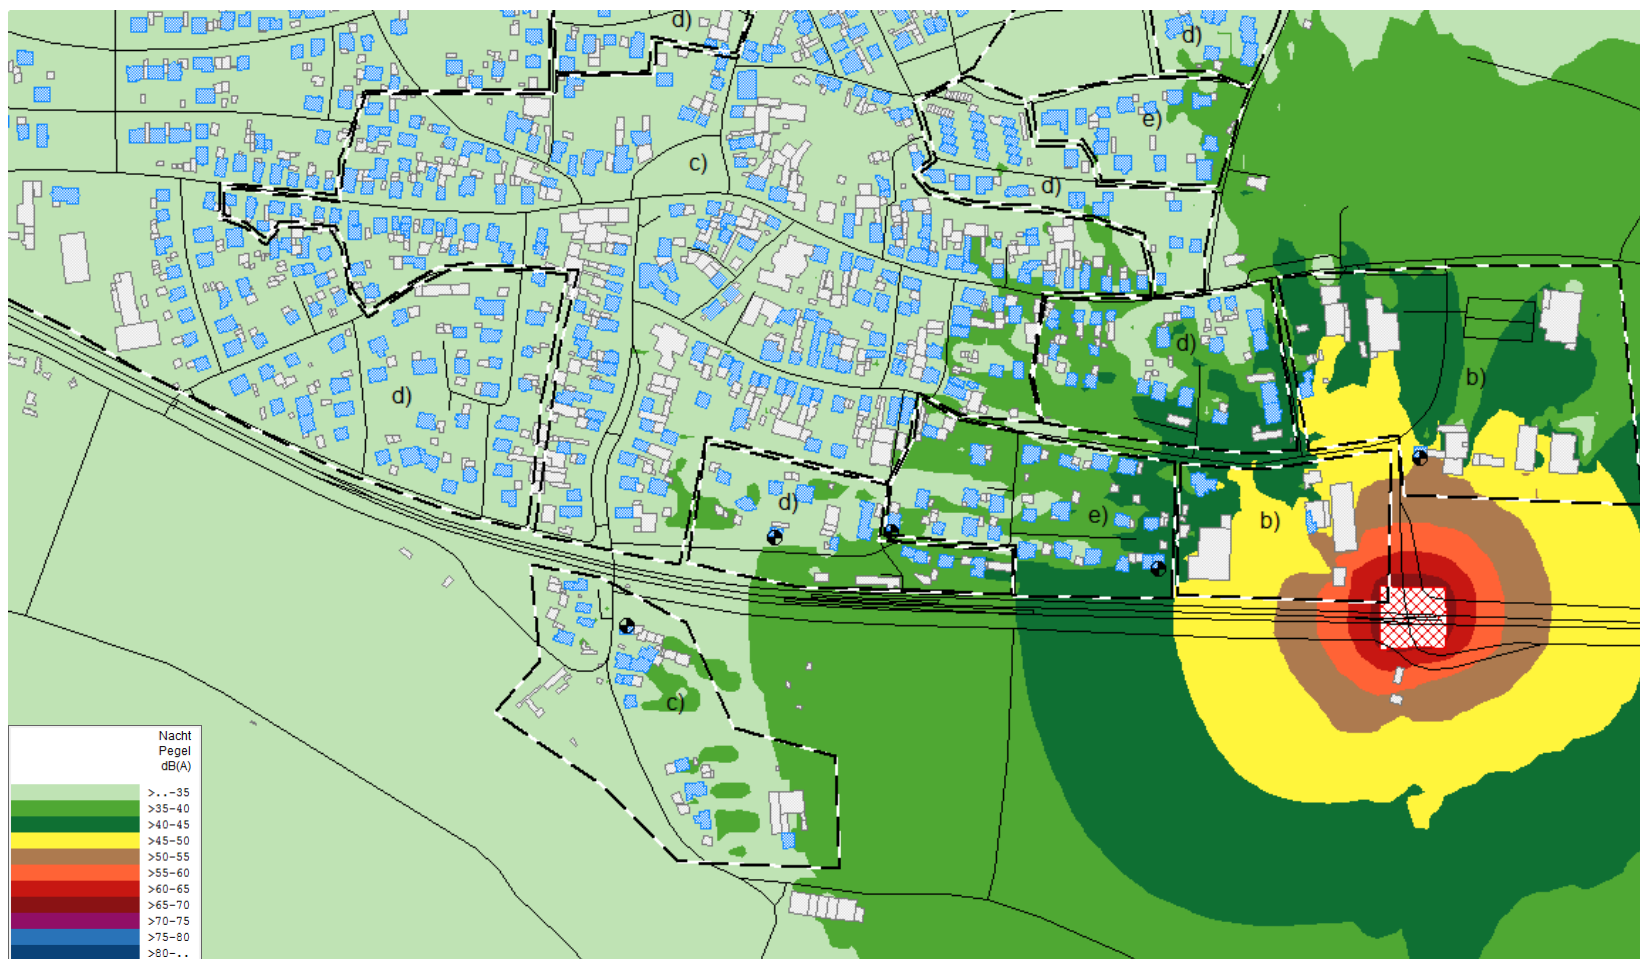 d)
d)
e)
c)
d)
d)
b)
d)
d)
e)
b)
c)
Nacht
Pegel
dB(A)
>..-35
>35-40
>40-45
>45-50
>50-55
>55-60
>60-65
>65-70
>70-75
>75-80
>80-..